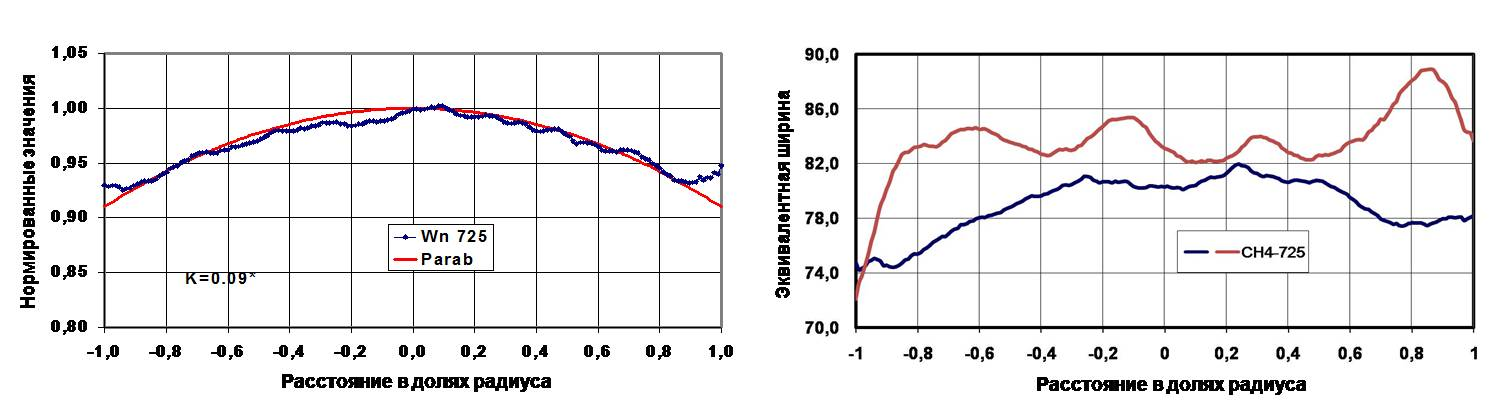 Нормированные значения
1,05
1,00
0,95
0,90
0,85
0,80
Wn 725
Parab
K=0.09*
-1,0 -0,8 -0,6 -0,4 -0,2 0,0 0,2 0,4 0,6 0,8 1,0
Расстояние в долях радиуса
Эквивалентная ширина
90,0
86,0
82,0
78,0
74,0
70,0
CH4-725
-1 -0,8 -0,6 -0,4 -0,2 0 0,2 0,4 0,6 0,8 1
Расстояние в долях радиуса